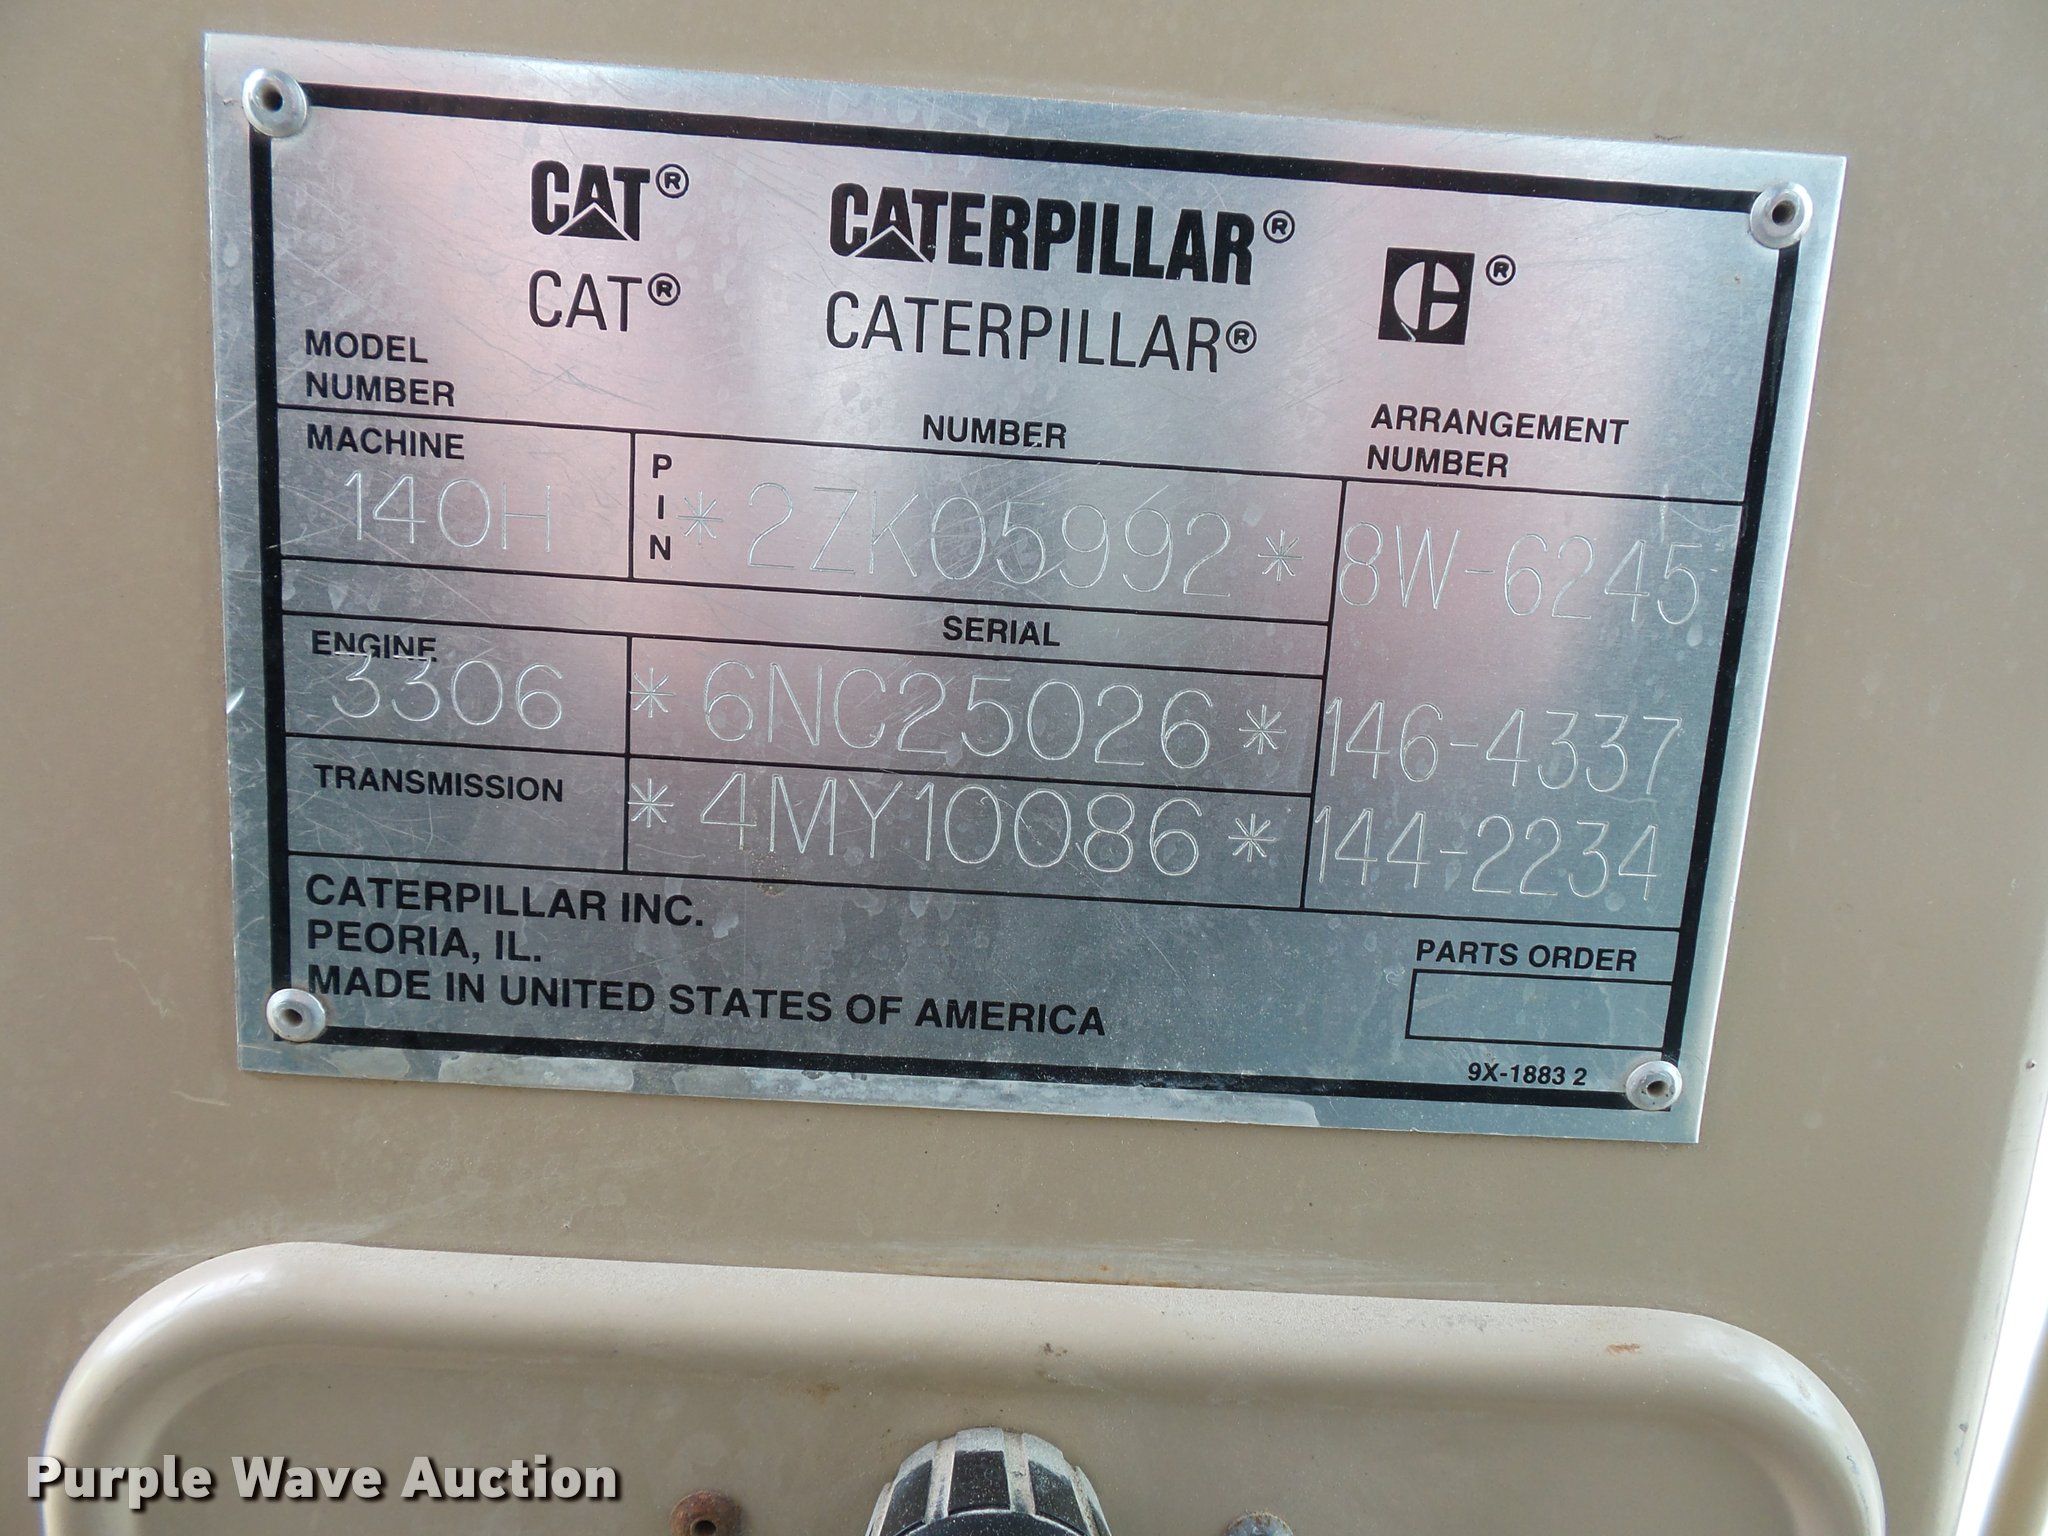 CAT® CATERPILLAR® ®
CAT® CATERPILLAR®
MODEL
NUMBER
NUMBER
ARRANGEMENT
NUMBER
MACHINE
140H
PIN
*2ZK05992*
8W-6245
SERIAL
ENGINE
3306
*6NC25026*
146-4337
TRANSMISSION
*4MY10086*
144-2234
CATERPILLAR INC.
PEORIA, IL.
MADE IN UNITED STATES OF AMERICA
PARTS ORDER
9X-1883 2
Purple Wave Auction